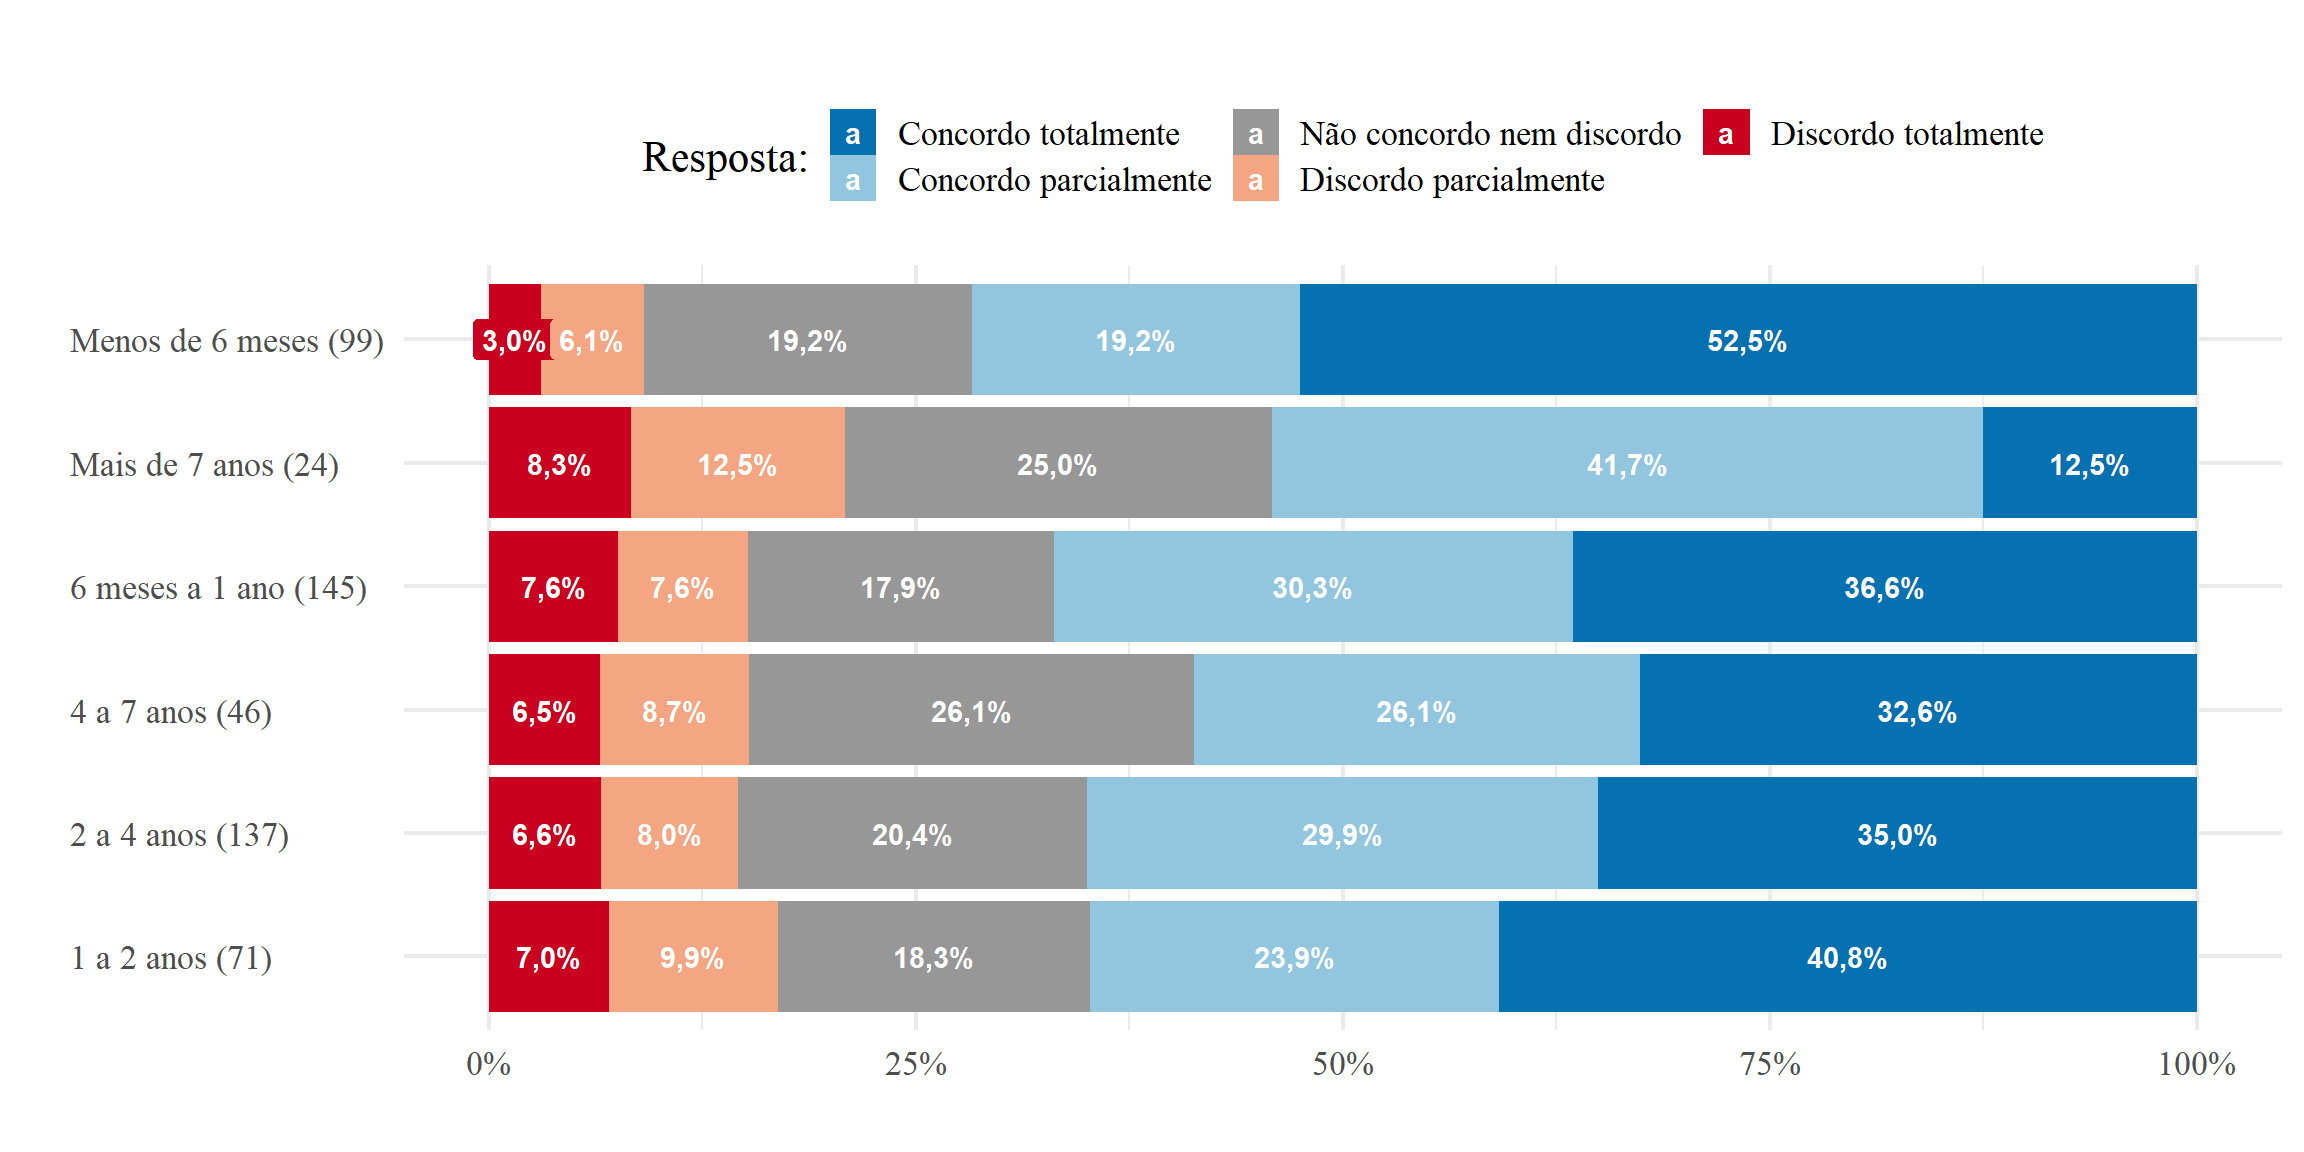 Resposta:
a Concordo totalmente a Não concordo nem discordo a Discordo totalmente
a Concordo parcialmente a Discordo parcialmente
Menos de 6 meses (99) 3,0% 6,1% 19,2% 19,2% 52,5%
Mais de 7 anos (24) 8,3% 12,5% 25,0% 41,7% 12,5%
6 meses a 1 ano (145) 7,6% 7,6% 17,9% 30,3% 36,6%
4 a 7 anos (46) 6,5% 8,7% 26,1% 26,1% 32,6%
2 a 4 anos (137) 6,6% 8,0% 20,4% 29,9% 35,0%
1 a 2 anos (71) 7,0% 9,9% 18,3% 23,9% 40,8%
0% 25% 50% 75% 100%